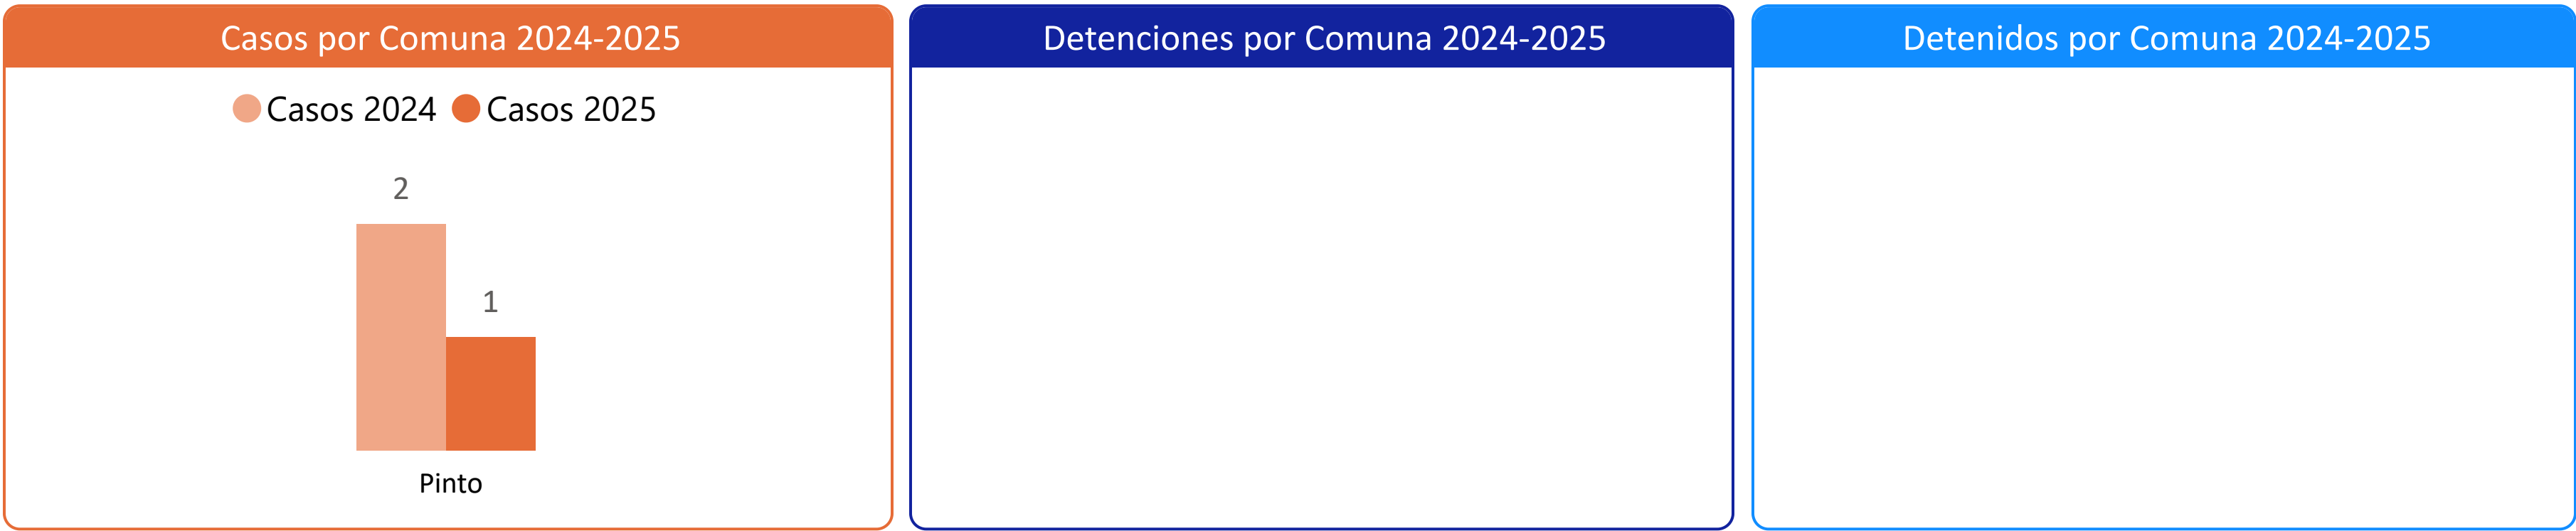 Casos por Comuna 2024-2025
Casos 2024 Casos 2025
2
1
Pinto
Detenciones por Comuna 2024-2025
Detenidos por Comuna 2024-2025